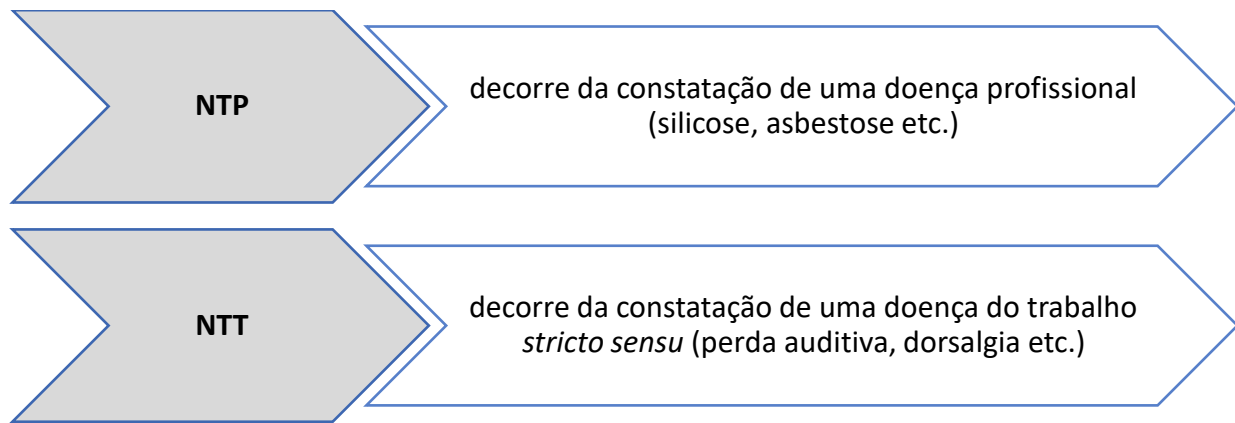 NTP
decorre da constatação de uma doença profissional
(silicose, asbestose etc.)
NTT
decorre da constatação de uma doença do trabalho
stricto sensu (perda auditiva, dorsalgia etc.)